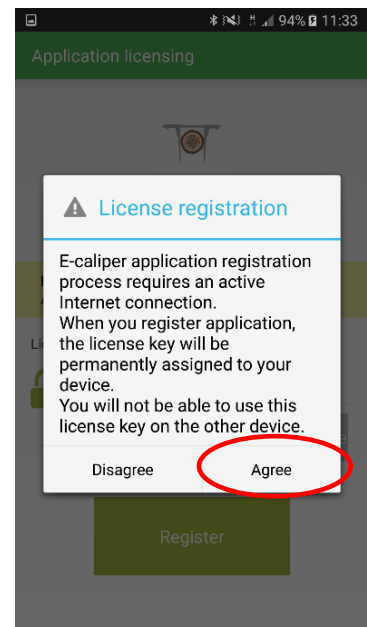 94% 11:33
Application licensing
License registration
E-caliper application registration
process requires an active
Internet connection.
When you register application,
the license key will be
permanently assigned to your
device.
You will not be able to use this
license key on the other device.
Disagree Agree
Register